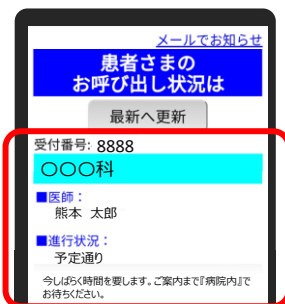 メールでお知らせ
患者さまの
お呼び出し状況は
最新へ更新
受付番号: 8888
〇〇〇科
■医師：
熊本 太郎
■進行状況：
予定通り
今しばらく時間を要します。ご案内まで『病院内』で
お待ちください。